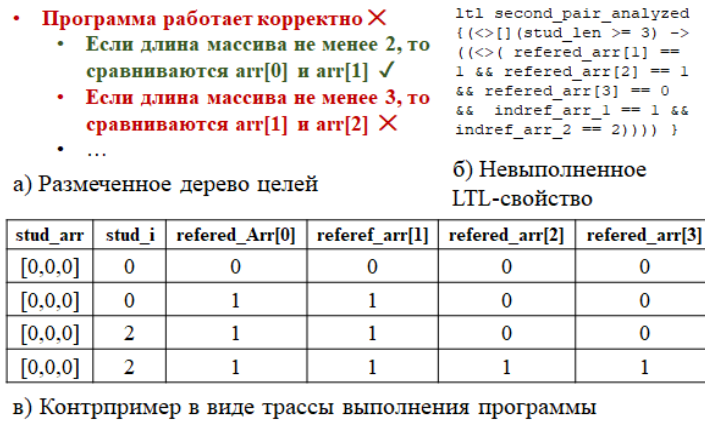 • Программа работает корректно ✕
• Если длина массива не менее 2, то
сравниваются arr[0] и arr[1] ✓
• Если длина массива не менее 3, то
сравниваются arr[1] и arr[2] ✕
• …
а) Размеченное дерево целей
ltl second_pair_analyzed
{(<>[](stud_len >= 3) ->
((<>( refered_arr[1] ==
1 && refered_arr[2] == 1
&& refered_arr[3] == 0
&& indref_arr_1 == 1 &&
indref_arr_2 == 2)))) }
б) Невыполненное
LTL-свойство
stud_arr stud_i refered_Arr[0] referef_arr[1] refered_arr[2] refered_arr[3]
[0,0,0] 0 0 0 0 0
[0,0,0] 0 1 1 0 0
[0,0,0] 2 1 1 0 0
[0,0,0] 2 1 1 1 1
в) Контрпример в виде трассы выполнения программы